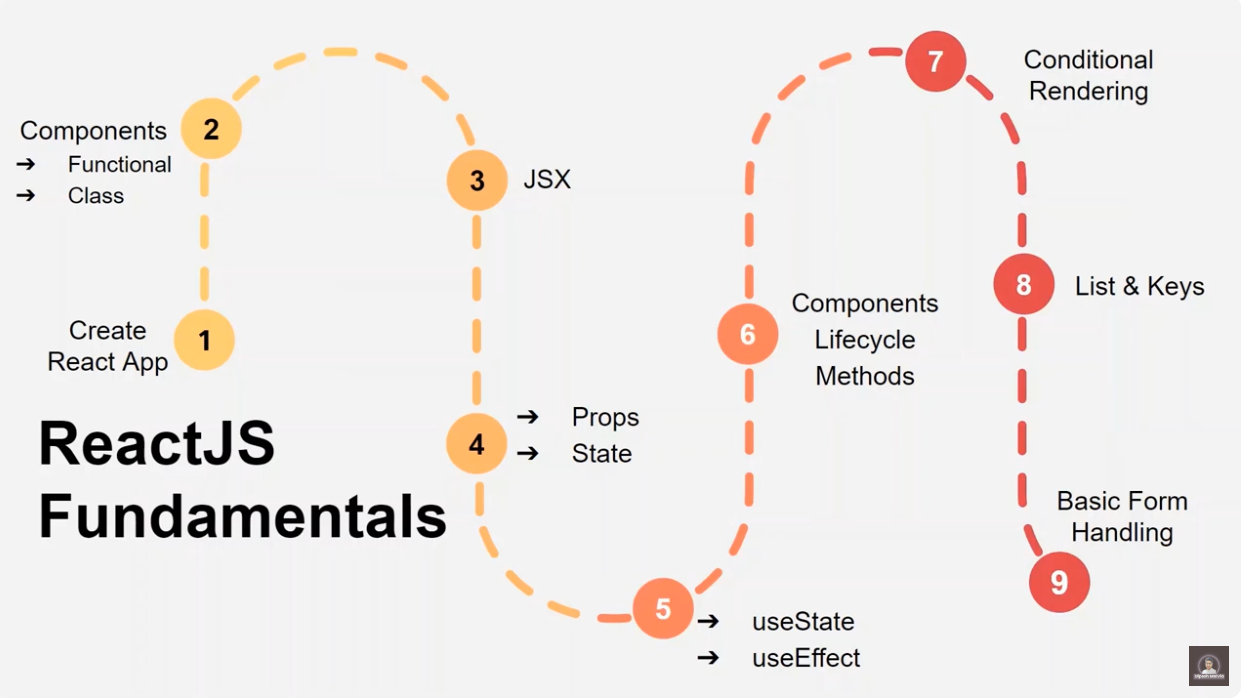 ReactJS
Fundamentals
1
Create
React App
2
Components
➔ Functional
➔ Class
3
JSX
4
➔ Props
➔ State
5
➔ useState
➔ useEffect
6
Components
Lifecycle
Methods
7
Conditional
Rendering
8
List & Keys
9
Basic Form
Handling